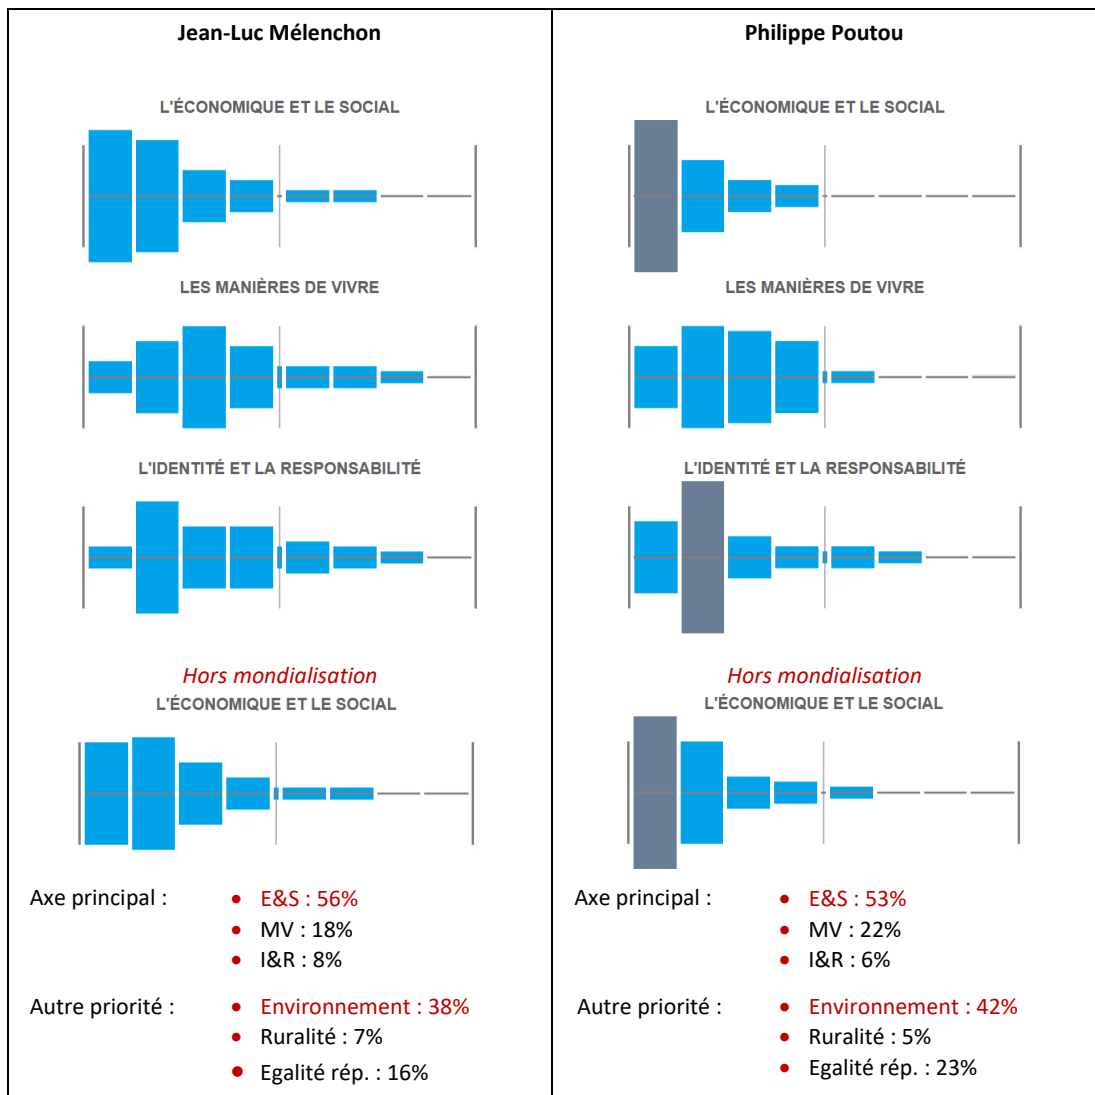 Jean-Luc Mélenchon
L'ÉCONOMIQUE ET LE SOCIAL
LES MANIÈRES DE VIVRE
L'IDENTITÉ ET LA RESPONSABILITÉ
Hors mondialisation
L'ÉCONOMIQUE ET LE SOCIAL
Axe principal :
• E&S : 56%
• MV : 18%
• I&R : 8%
Autre priorité :
• Environnement : 38%
• Ruralité : 7%
• Egalité rép. : 16%
Philippe Poutou
L'ÉCONOMIQUE ET LE SOCIAL
LES MANIÈRES DE VIVRE
L'IDENTITÉ ET LA RESPONSABILITÉ
Hors mondialisation
L'ÉCONOMIQUE ET LE SOCIAL
Axe principal :
• E&S : 53%
• MV : 22%
• I&R : 6%
Autre priorité :
• Environnement : 42%
• Ruralité : 5%
• Egalité rép. : 23%